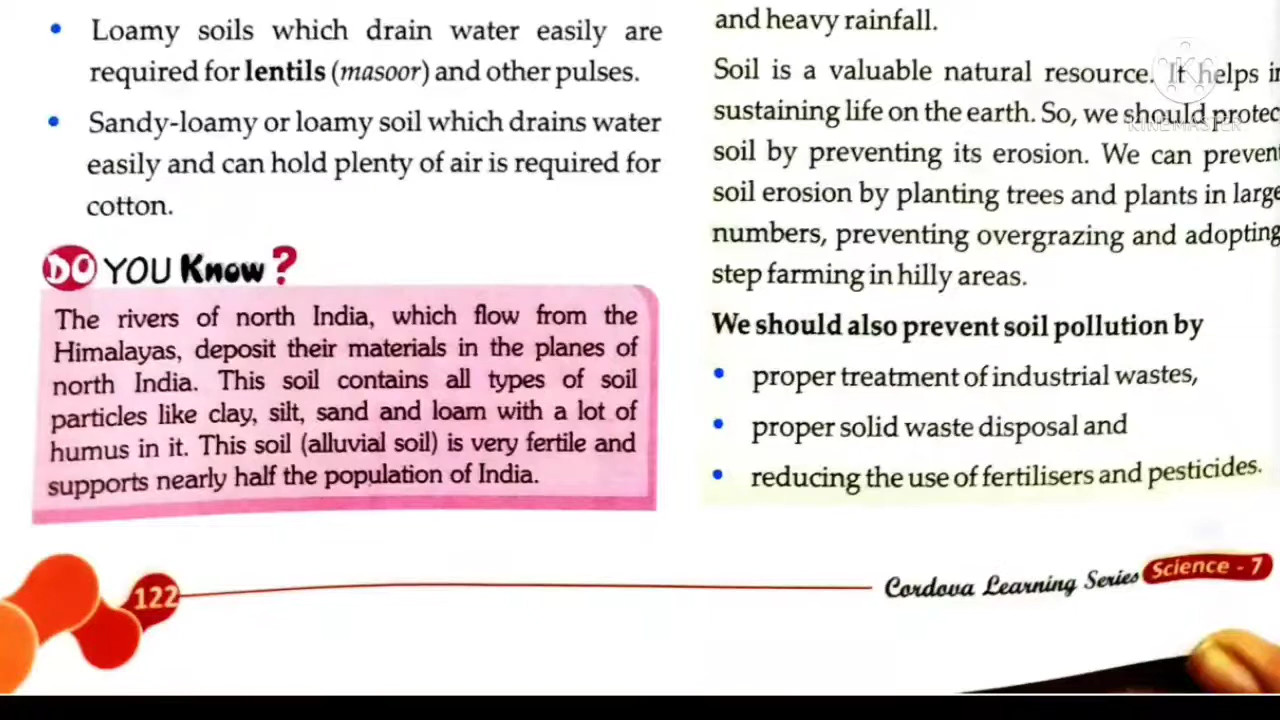 • Loamy soils which drain water easily are
required for lentils (masoor) and other pulses.
• Sandy-loamy or loamy soil which drains water
easily and can hold plenty of air is required for
cotton.
DO YOU Know?
The rivers of north India, which flow from the
Himalayas, deposit their materials in the planes of
north India. This soil contains all types of soil
particles like clay, silt, sand and loam with a lot of
humus in it. This soil (alluvial soil) is very fertile and
supports nearly half the population of India.
and heavy rainfall.
Soil is a valuable natural resource. It helps in
sustaining life on the earth. So, we should protec
soil by preventing its erosion. We can prevent
soil erosion by planting trees and plants in large
numbers, preventing overgrazing and adopting
step farming in hilly areas.
We should also prevent soil pollution by
• proper treatment of industrial wastes,
• proper solid waste disposal and
• reducing the use of fertilisers and pesticides.
122
Cordova Learning Series Science - 7
KINEMASTER